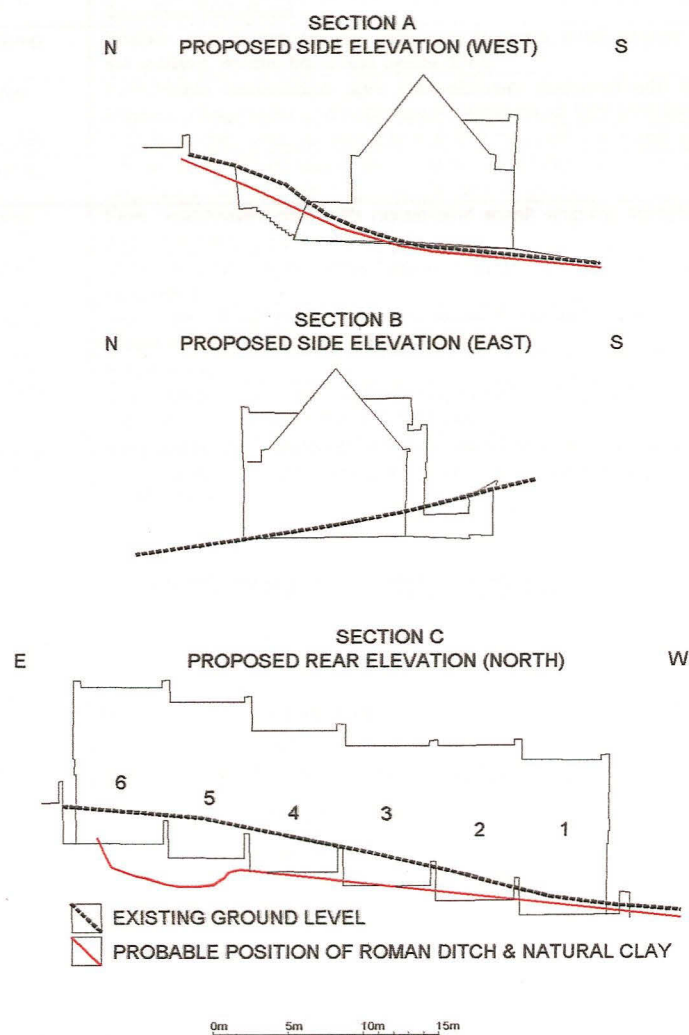 SECTION A
N PROPOSED SIDE ELEVATION (WEST) S
SECTION B
N PROPOSED SIDE ELEVATION (EAST) S
SECTION C
E PROPOSED REAR ELEVATION (NORTH) W
6 5 4 3 2 1
EXISTING GROUND LEVEL
PROBABLE POSITION OF ROMAN DITCH & NATURAL CLAY
0m 5m 10m 15m